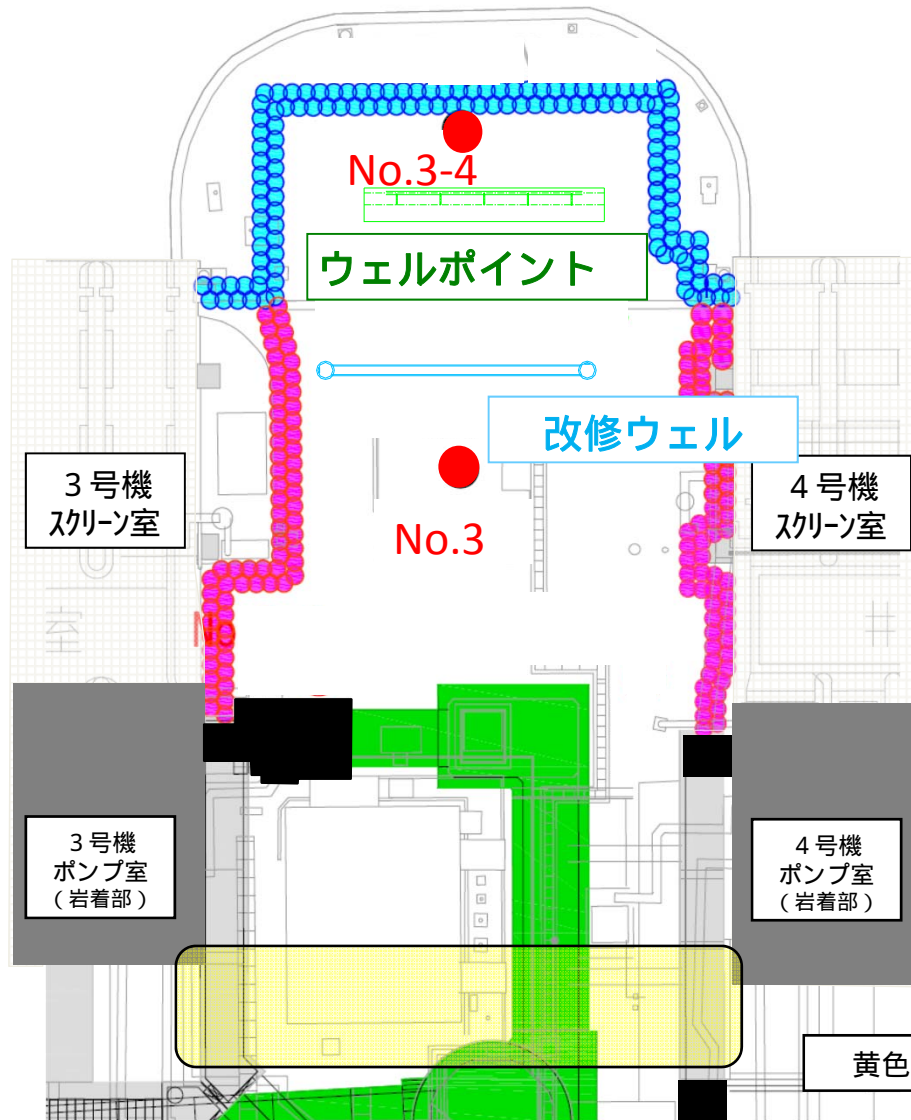 No.3-4
ウェルポイント
改修ウェル
3号機
スクリーン室
4号機
スクリーン室
No.3
No
3号機
ポンプ室
(岩着部)
4号機
ポンプ室
(岩着部)
黄色